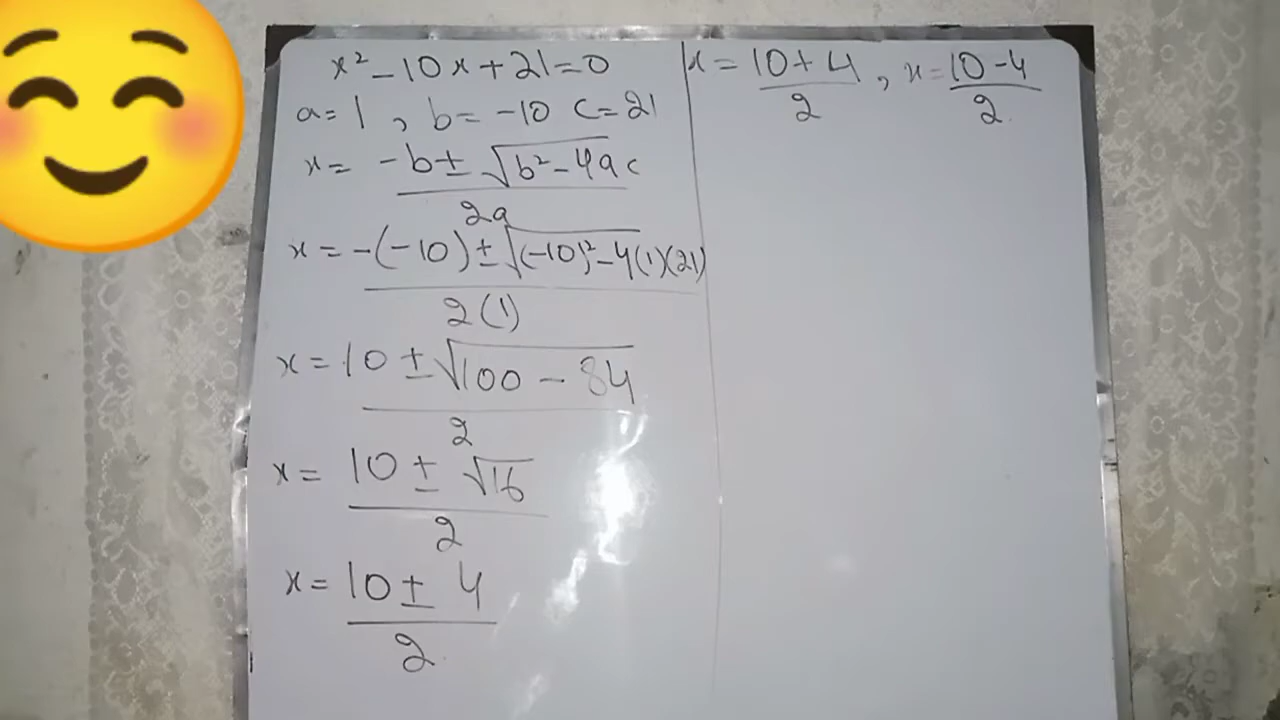 x² - 10x + 21 = 0
a = 1 , b = -10 c = 21
x = -b ± √(b² - 4ac) / 2a
x = -(-10) ± √((-10)² - 4(1)(21)) / 2(1)
x = 10 ± √(100 - 84) / 2
x = 10 ± √16 / 2
x = 10 ± 4 / 2
x = 10 + 4 / 2 , x = 10 - 4 / 2